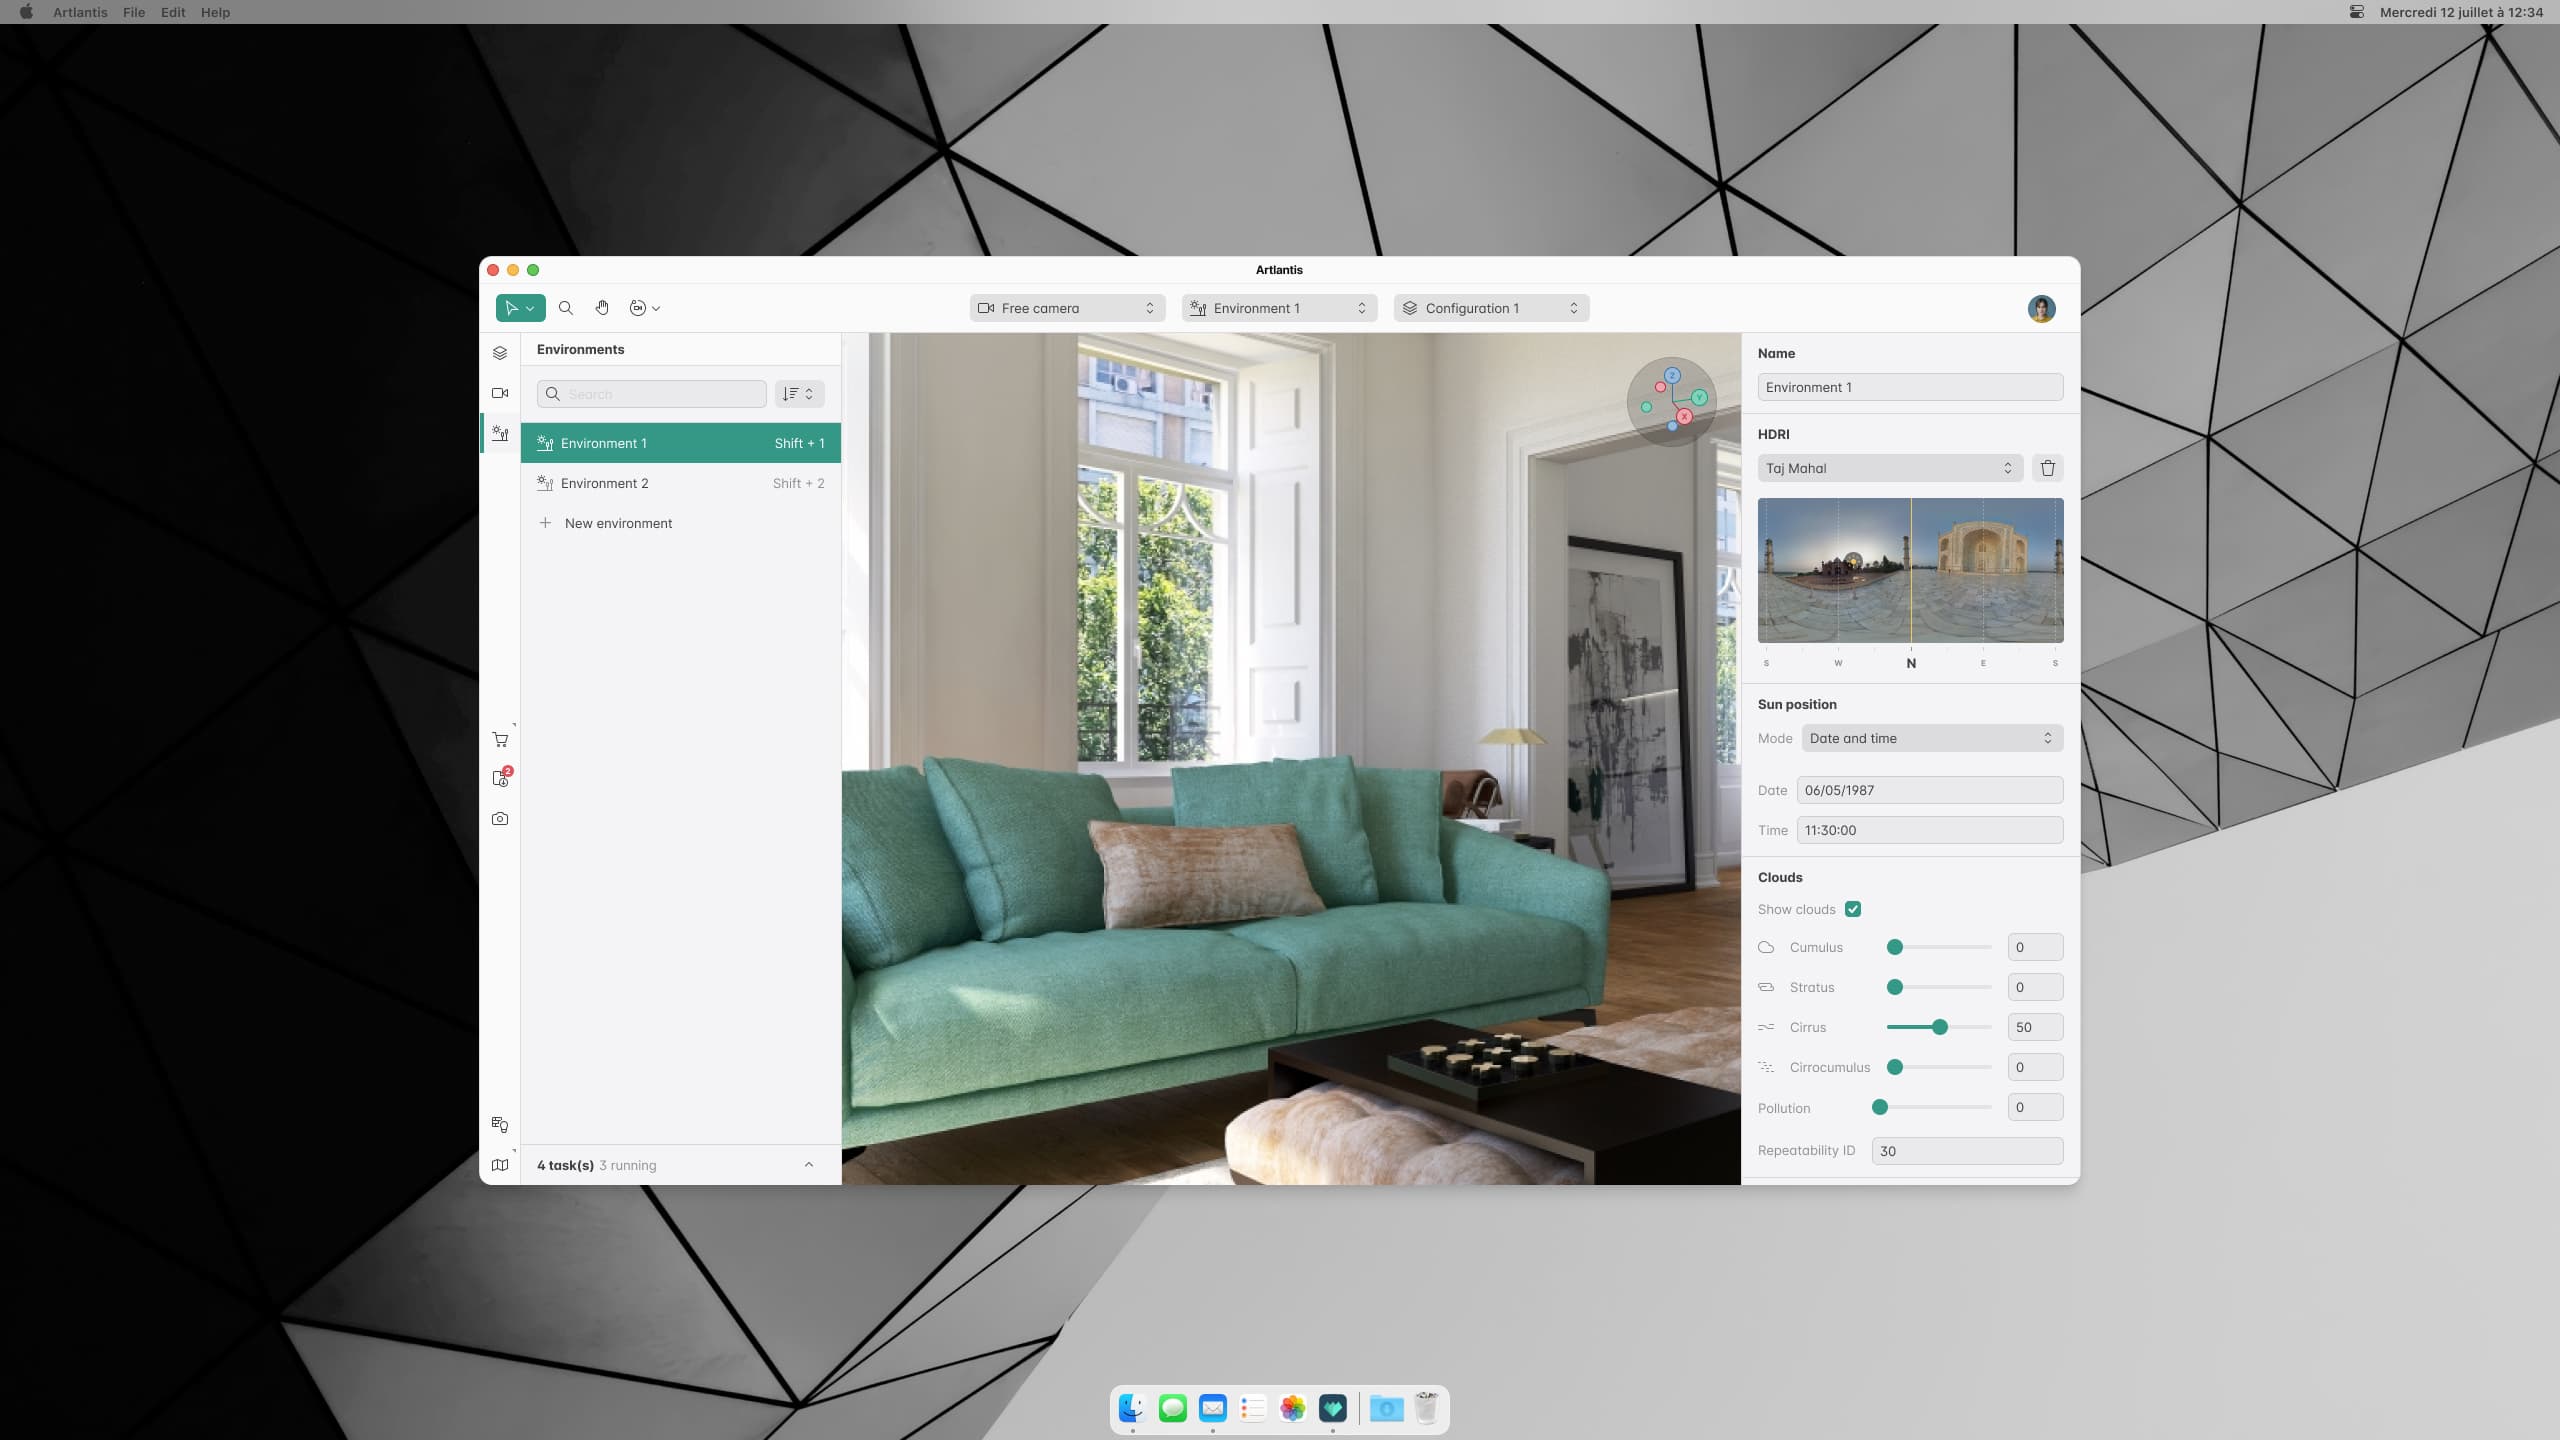 Artlantis File Edit Help
Mercredi 12 juillet à 12:34
Artlantis
Free camera
Environment 1
Configuration 1
Environments
Search
Environment 1 Shift + 1
Environment 2 Shift + 2
New environment
2
4 task(s) 3 running
Z
Y
X
Name
Environment 1
HDRI
Taj Mahal
S W N E S
Sun position
Mode Date and time
Date 06/05/1987
Time 11:30:00
Clouds
Show clouds
Cumulus 0
Stratus 0
Cirrus 50
Cirrocumulus 0
Pollution 0
Repeatability ID 30